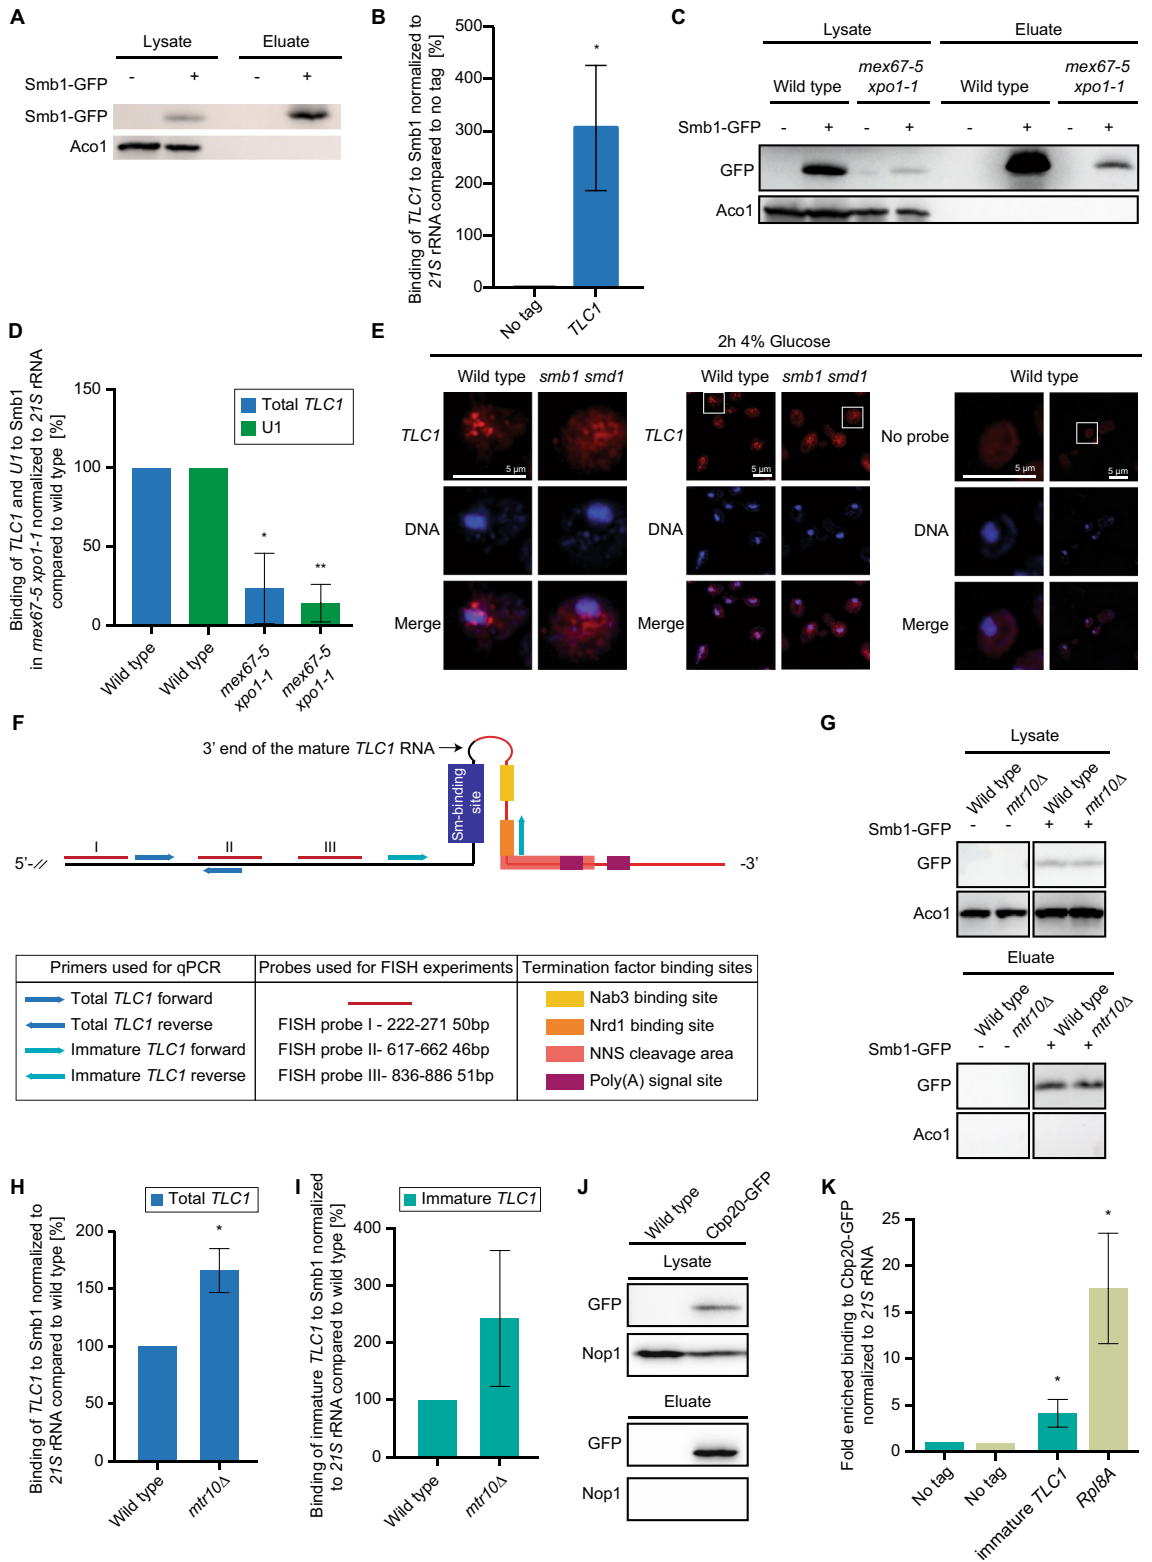 A
Lysate
Eluate
Smb1-GFP
-
+
-
+
Smb1-GFP
Aco1
B
Binding of TLC1 to Smb1 normalized to
21S rRNA compared to no tag [%]
500
400
300
200
100
0
*
No tag
TLC1
C
Lysate
Eluate
Wild type
mex67-5
xpo1-1
Wild type
mex67-5
xpo1-1
Smb1-GFP
-
+
-
+
-
+
-
+
GFP
Aco1
D
Binding of TLC1 and U1 to Smb1
in mex67-5 xpo1-1 normalized to 21S rRNA
compared to wild type [%]
150
100
50
0
Total TLC1
U1
*
**
Wild type
Wild type
mex67-5
xpo1-1
mex67-5
xpo1-1
E
2h 4% Glucose
Wild type
smb1 smd1
Wild type
smb1 smd1
Wild type
TLC1
5 µm
TLC1
5 µm
No probe
5 µm
5 µm
DNA
DNA
DNA
Merge
Merge
Merge
F
3’ end of the mature TLC1 RNA
Sm-binding
site
I
II
III
5’-//
-3’
Primers used for qPCR
Probes used for FISH experiments
Termination factor binding sites
Total TLC1 forward
Total TLC1 reverse
Immature TLC1 forward
Immature TLC1 reverse
FISH probe I - 222-271 50bp
FISH probe II- 617-662 46bp
FISH probe III- 836-886 51bp
Nab3 binding site
Nrd1 binding site
NNS cleavage area
Poly(A) signal site
G
Lysate
Wild type
mtr10Δ
Wild type
mtr10Δ
Smb1-GFP
-
-
+
+
GFP
Aco1
Eluate
Wild type
mtr10Δ
Wild type
mtr10Δ
Smb1-GFP
-
-
+
+
GFP
Aco1
H
Total TLC1
Binding of TLC1 to Smb1 normalized to
21S rRNA compared to wild type [%]
200
150
100
50
0
*
Wild type
mtr10Δ
I
Immature TLC1
Binding of immature TLC1 to Smb1 normalized
to 21S rRNA compared to wild type [%]
400
300
200
100
0
Wild type
mtr10Δ
J
Wild type
Cbp20-GFP
Lysate
GFP
Nop1
Eluate
GFP
Nop1
K
Fold enriched binding to Cbp20-GFP
normalized to 21S rRNA
25
20
15
10
5
0
*
*
No tag
No tag
immature TLC1
Rpl8A